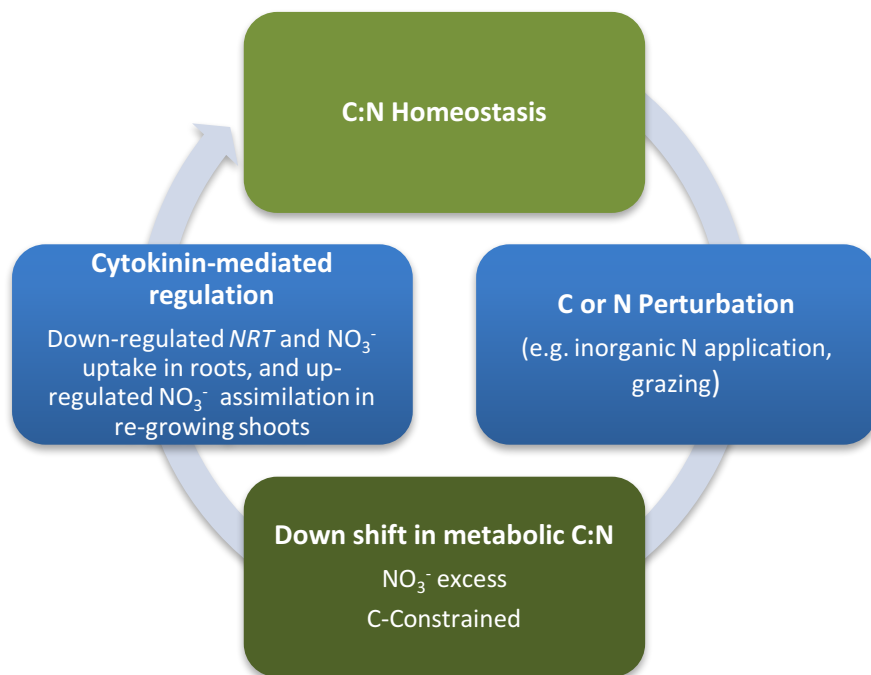 C:N Homeostasis
C or N Perturbation
(e.g. inorganic N application,
grazing)
Down shift in metabolic C:N
NO₃⁻ excess
C-Constrained
Cytokinin-mediated
regulation
Down-regulated NRT and NO₃⁻
uptake in roots, and up-
regulated NO₃⁻ assimilation in
re-growing shoots